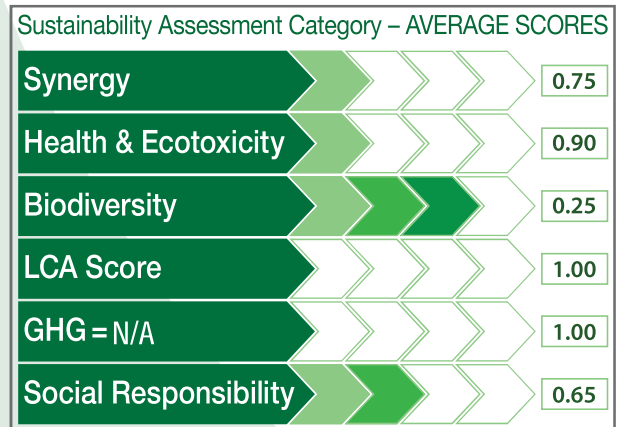 Sustainability Assessment Category – AVERAGE SCORES
Synergy 0.75
Health & Ecotoxicity 0.90
Biodiversity 0.25
LCA Score 1.00
GHG = N/A 1.00
Social Responsibility 0.65